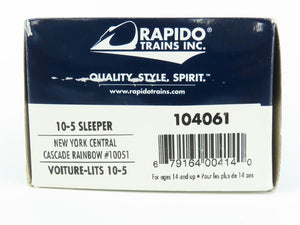 RAPIDO
TRAINS INC.
QUALITY. STYLE. SPIRIT.™
www.rapidotrains.com
10-5 SLEEPER
NEW YORK CENTRAL
CASCADE RAINBOW #10051
VOITURE-LITS 10-5
104061
6 79164 00414 0
For ages 14 and up • Pour les plus de 14 ans